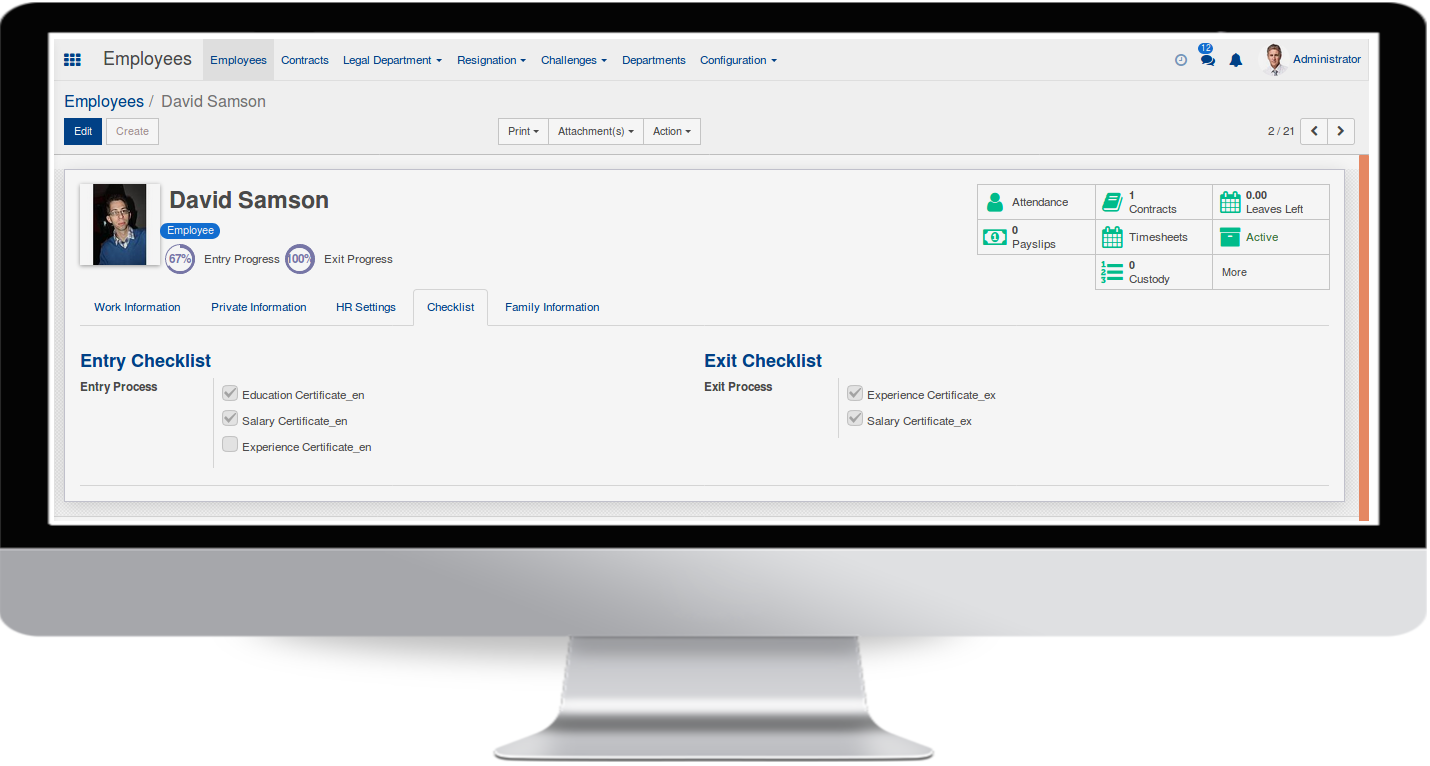 Employees Employees Contracts Legal Department Resignation Challenges Departments Configuration 12 Administrator
Employees / David Samson
Edit Create Print Attachment(s) Action 2 / 21
David Samson
Employee
67% Entry Progress 100% Exit Progress
Attendance 1 Contracts 0.00 Leaves Left
0 Payslips Timesheets Active
1 2 3 0 Custody More
Work Information Private Information HR Settings Checklist Family Information
Entry Checklist Exit Checklist
Entry Process Exit Process
Education Certificate_en Experience Certificate_ex
Salary Certificate_en Salary Certificate_ex
Experience Certificate_en